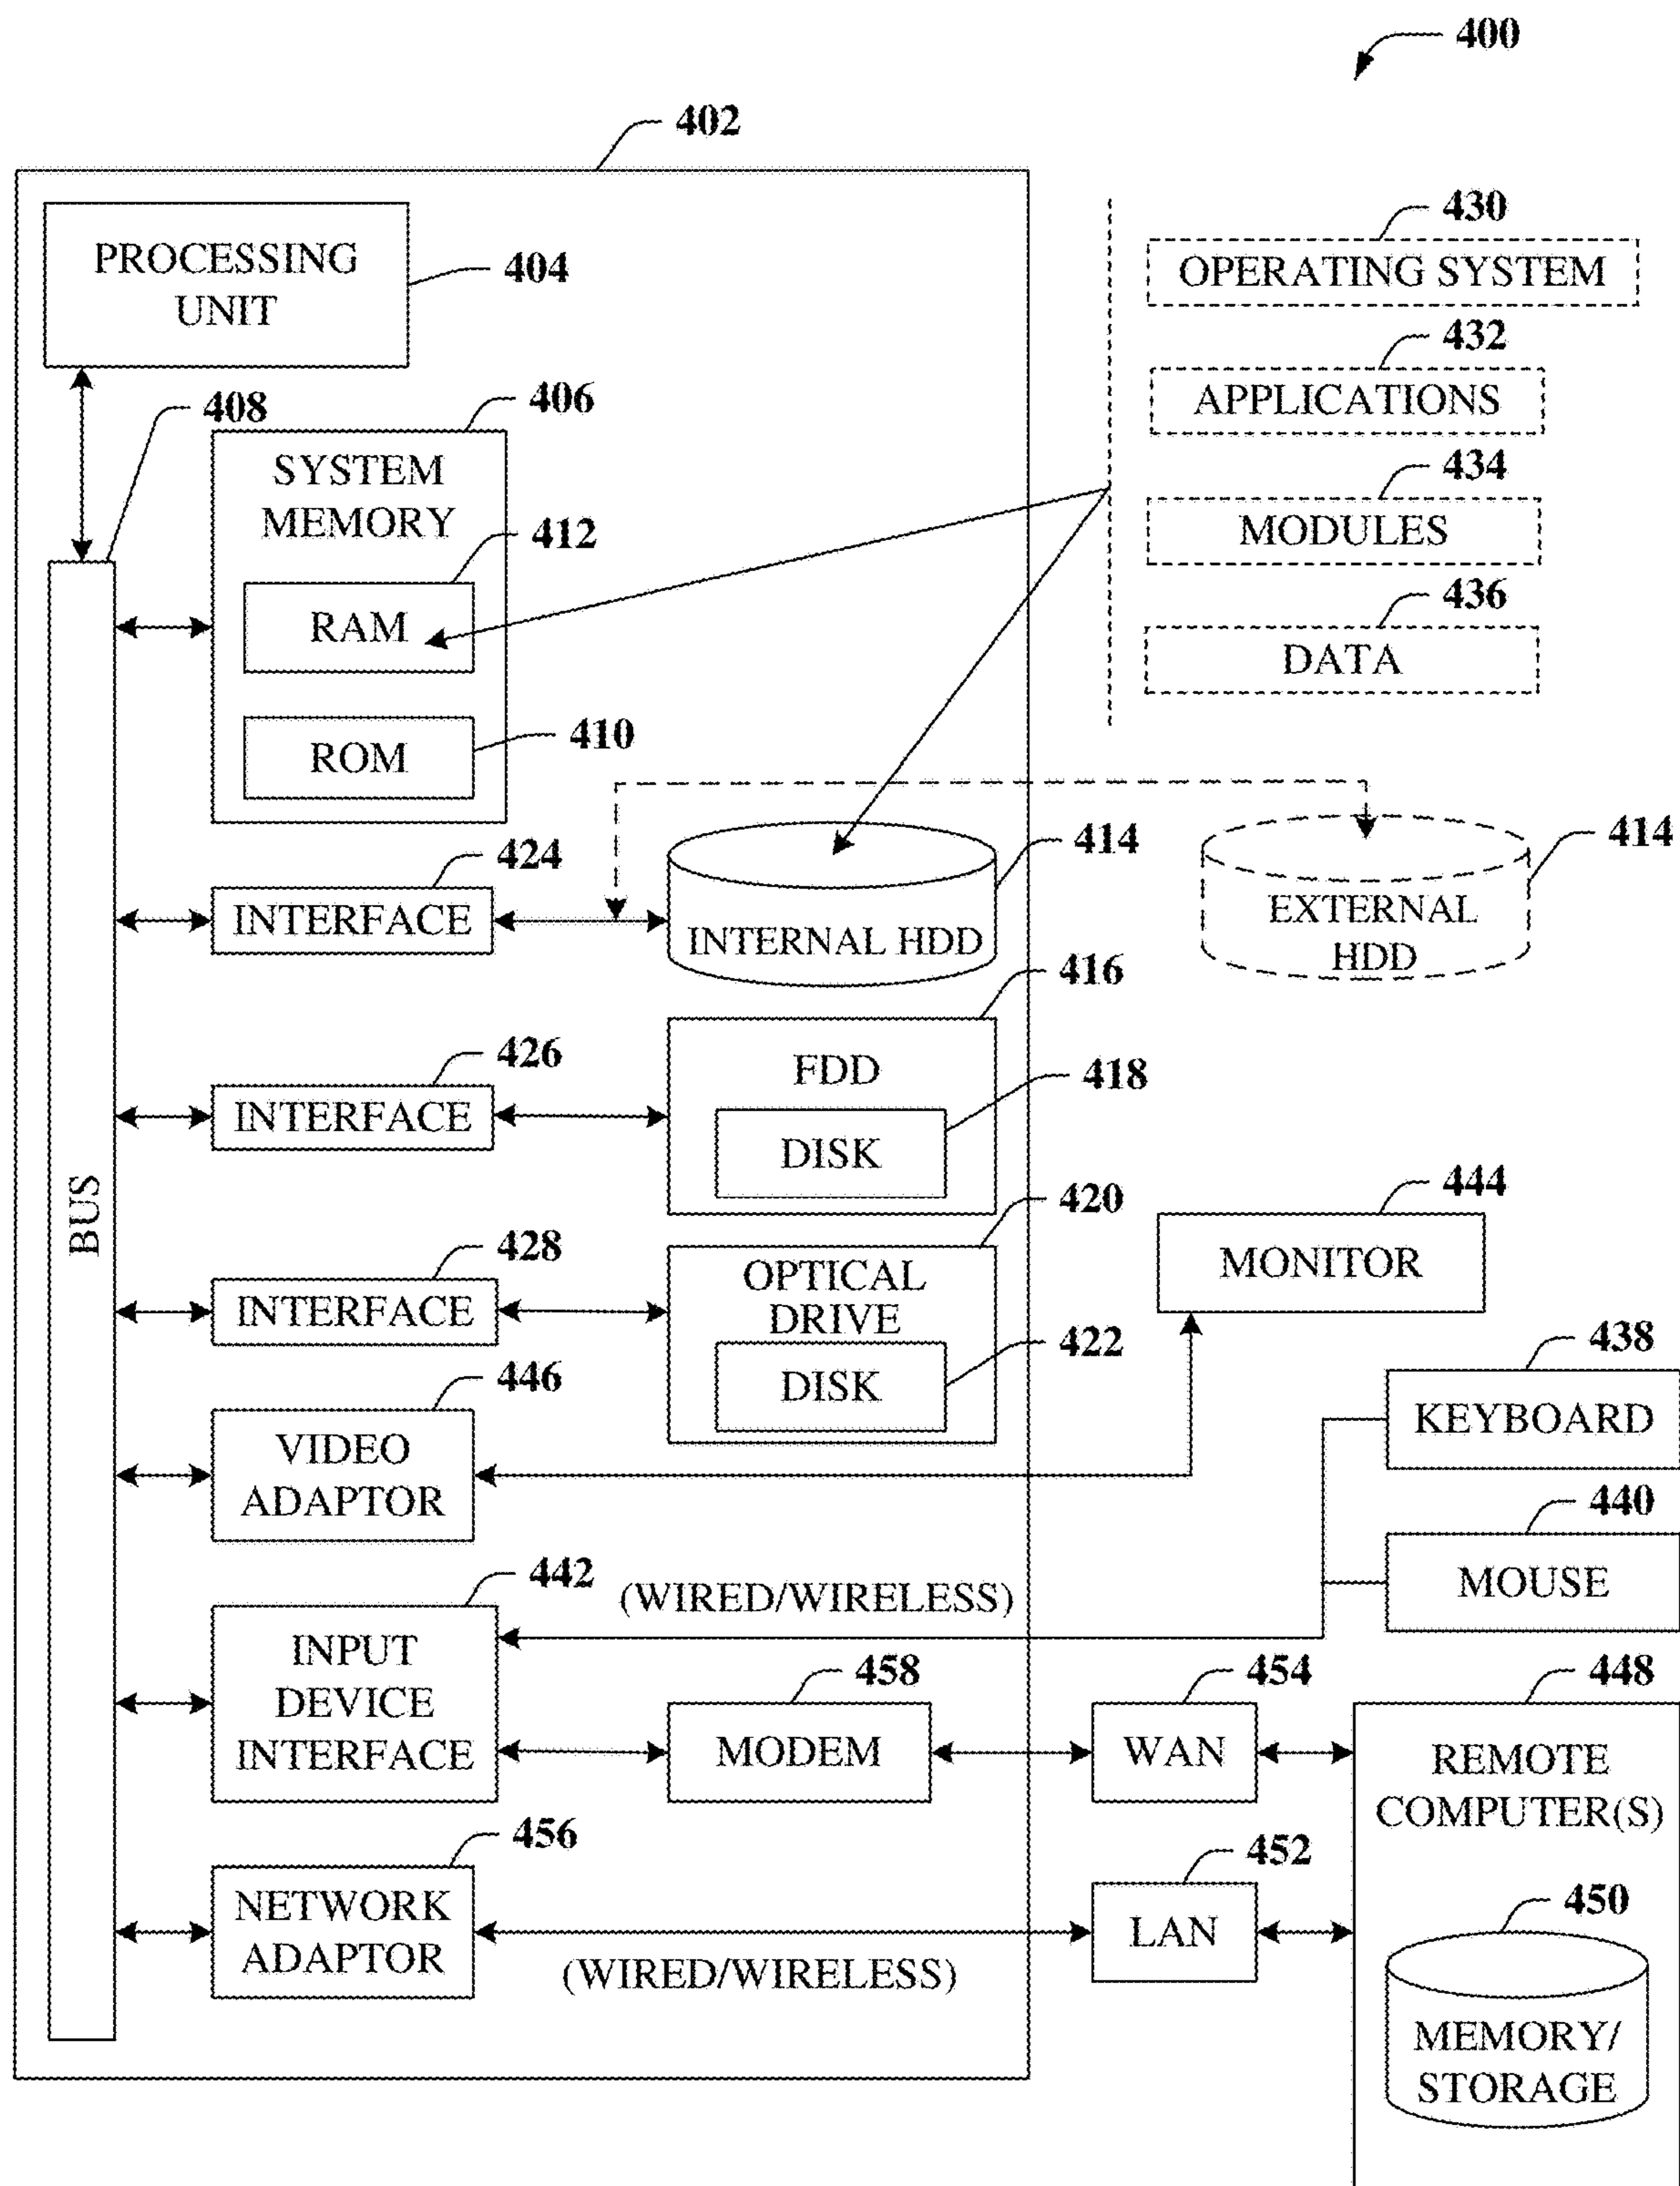 400
402
PROCESSING
UNIT
404
430
OPERATING SYSTEM
432
APPLICATIONS
434
MODULES
436
DATA
408
406
SYSTEM
MEMORY
412
RAM
410
ROM
424
INTERFACE
414
INTERNAL HDD
414
EXTERNAL
HDD
416
426
INTERFACE
FDD
418
DISK
BUS
428
INTERFACE
420
OPTICAL
DRIVE
422
DISK
444
MONITOR
446
VIDEO
ADAPTOR
438
KEYBOARD
440
MOUSE
442
(WIRED/WIRELESS)
INPUT
DEVICE
INTERFACE
458
MODEM
454
WAN
448
REMOTE
COMPUTER(S)
456
NETWORK
ADAPTOR
(WIRED/WIRELESS)
452
LAN
450
MEMORY/
STORAGE